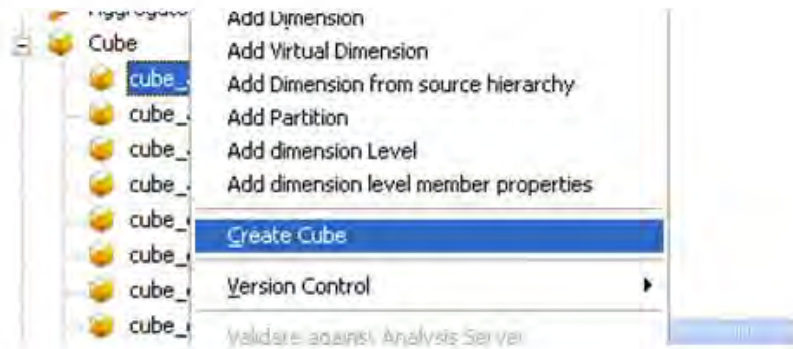 Aggregate
Cube
cube_
cube_
cube_
cube_
cube_
cube_
cube_
cube_
Add Dimension
Add Virtual Dimension
Add Dimension from source hierarchy
Add Partition
Add dimension Level
Add dimension level member properties
Create Cube
Version Control
Validate against Analysis Server